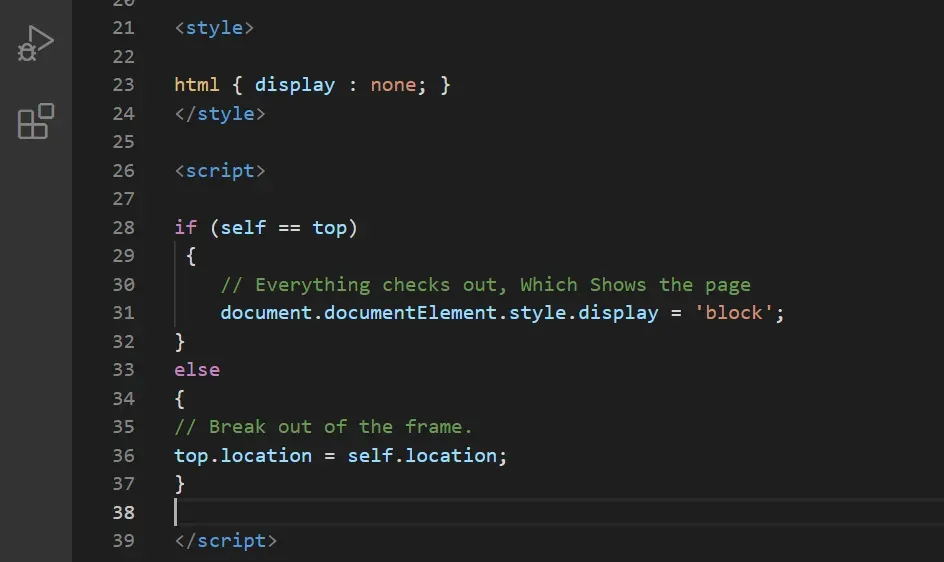 20
21 <style>
22
23 html { display : none; }
24 </style>
25
26 <script>
27
28 if (self == top)
29 {
30 // Everything checks out, Which Shows the page
31 document.documentElement.style.display = 'block';
32 }
33 else
34 {
35 // Break out of the frame.
36 top.location = self.location;
37 }
38
39 </script>